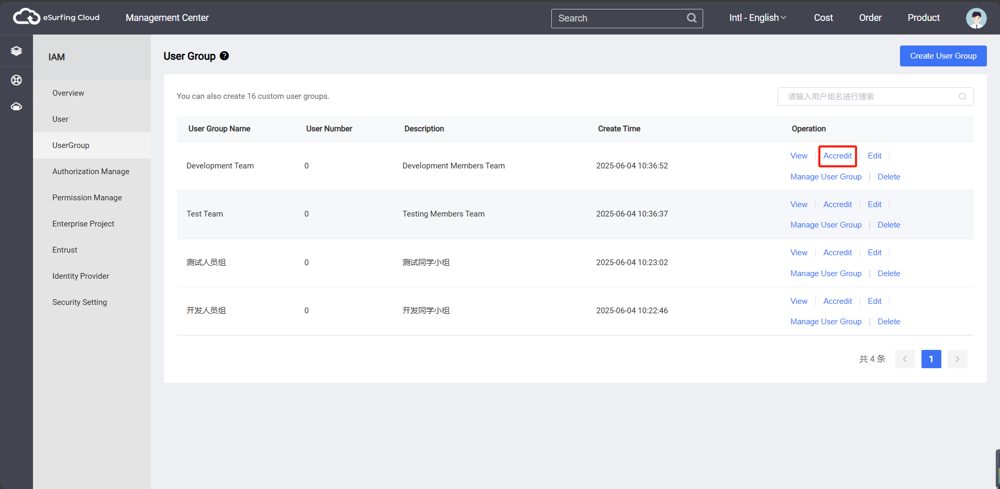 eSurfing Cloud
Management Center
Search
Intl - English
Cost
Order
Product
IAM
Overview
User
UserGroup
Authorization Manage
Permission Manage
Enterprise Project
Entrust
Identity Provider
Security Setting
User Group ?
Create User Group
You can also create 16 custom user groups.
请输入用户组名进行搜索
User Group Name User Number Description Create Time Operation
View | Accredit | Edit |
Development Team 0 Development Members Team 2025-06-04 10:36:52
Manage User Group | Delete
View | Accredit | Edit |
Test Team 0 Testing Members Team 2025-06-04 10:36:37
Manage User Group | Delete
View | Accredit | Edit |
测试人员组 0 测试同学小组 2025-06-04 10:23:02
Manage User Group | Delete
View | Accredit | Edit |
开发人员组 0 开发同学小组 2025-06-04 10:22:46
Manage User Group | Delete
共 4 条 < 1 >